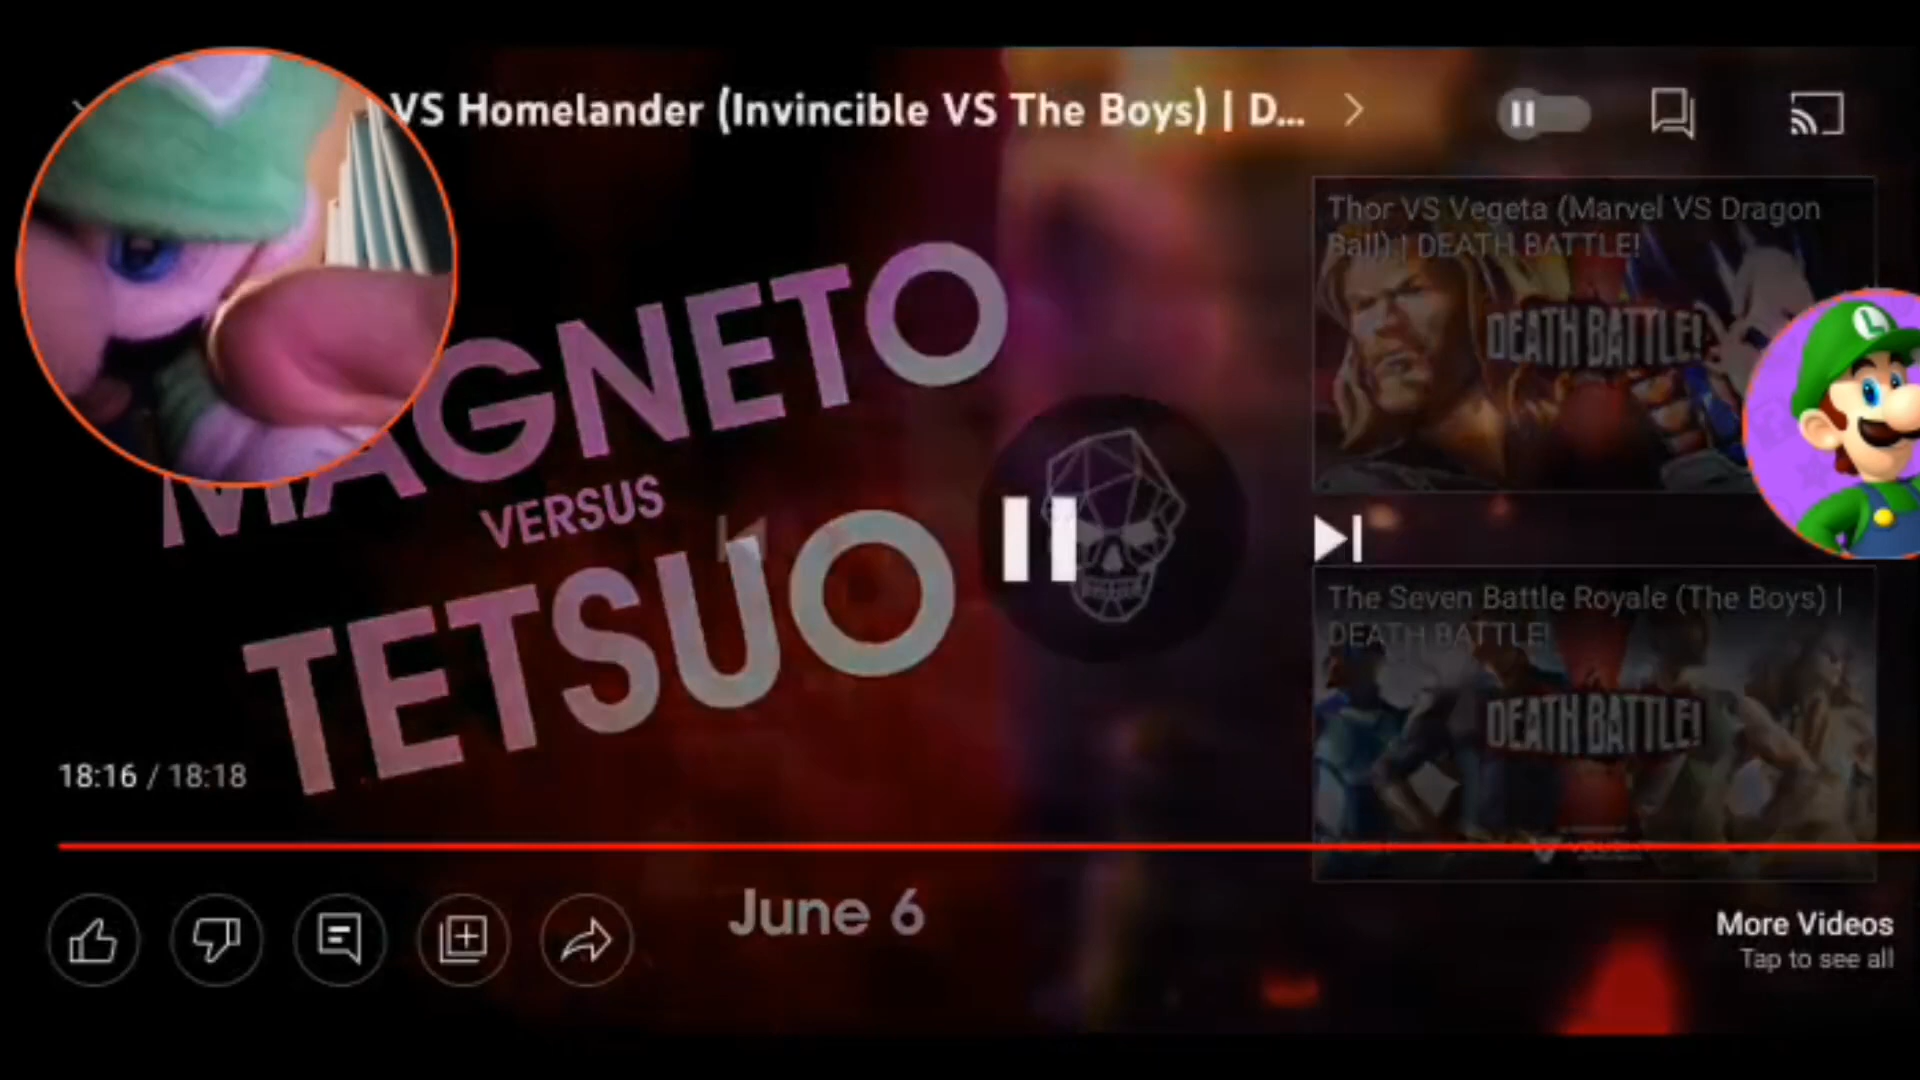 VS Homelander (Invincible VS The Boys) | D...
Thor VS Vegeta (Marvel VS Dragon
Ball) | DEATH BATTLE!
DEATH BATTLE!
MAGNETO
VERSUS
TETSUO
L
The Seven Battle Royale (The Boys) |
DEATH BATTLE!
DEATH BATTLE!
18:16 / 18:18
June 6
More Videos
Tap to see all